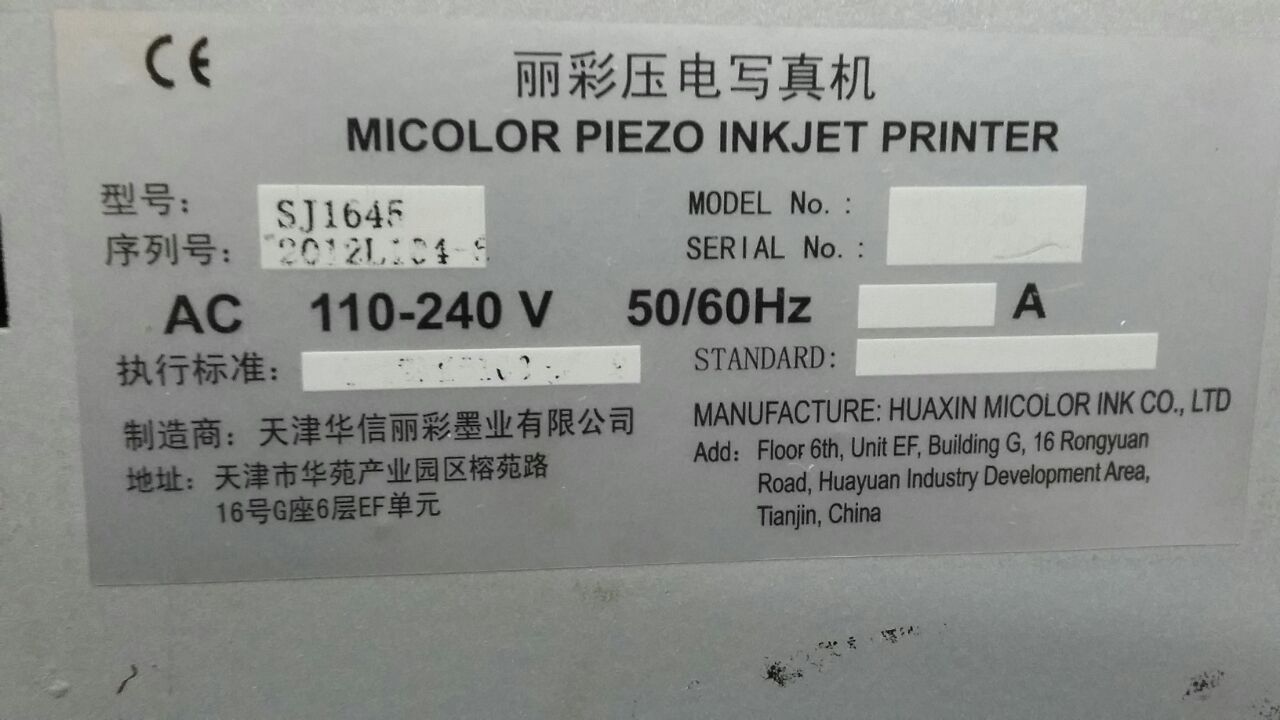 CE
丽彩压电写真机
MICOLOR PIEZO INKJET PRINTER
型号： SJ1645 MODEL No. :
序列号： SERIAL No. :
AC 110-240 V 50/60Hz A
执行标准： STANDARD:
制造商：天津华信丽彩墨业有限公司
地址：天津市华苑产业园区榕苑路
16号G座6层EF单元
MANUFACTURE: HUAXIN MICOLOR INK CO., LTD
Add: Floor 6th, Unit EF, Building G, 16 Rongyuan
Road, Huayuan Industry Development Area,
Tianjin, China